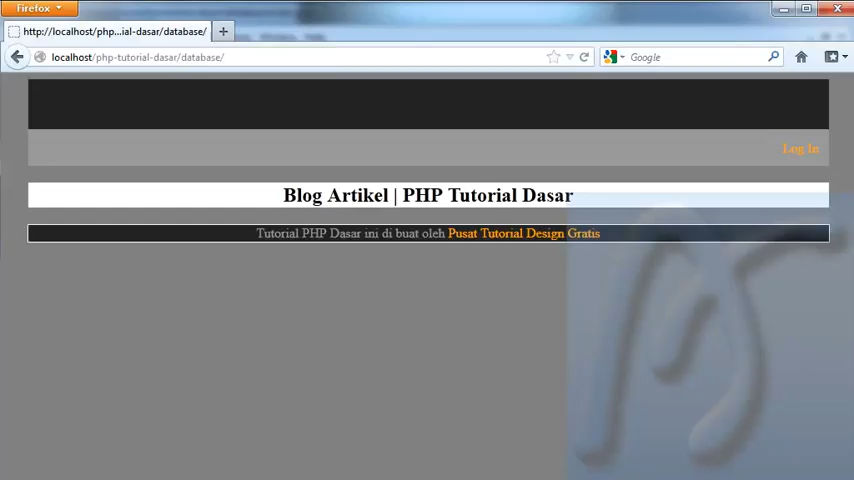 Firefox
http://localhost/php...ial-dasar/database/
localhost/php-tutorial-dasar/database/
Google
Log In
Blog Artikel | PHP Tutorial Dasar
Tutorial PHP Dasar ini di buat oleh Pusat Tutorial Design Gratis